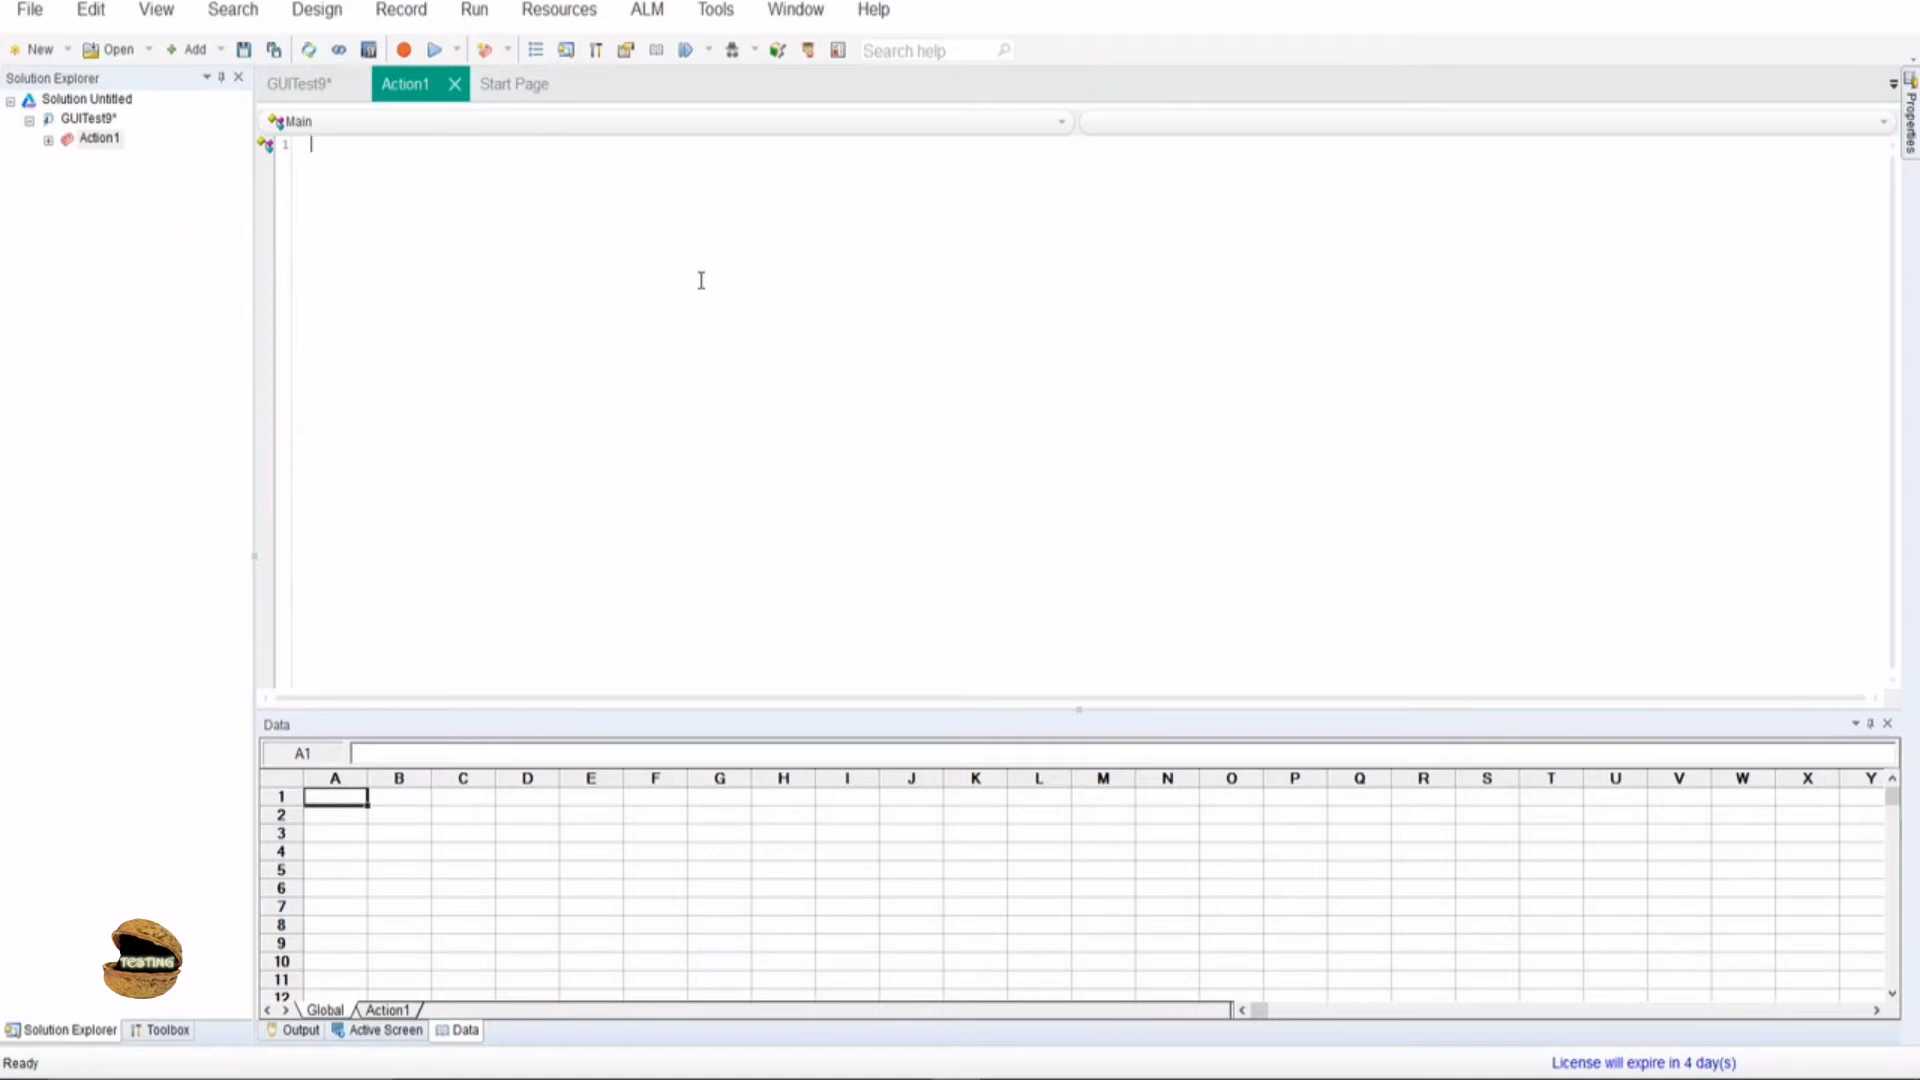 File Edit View Search Design Record Run Resources ALM Tools Window Help
New Open Add Search help
Solution Explorer
GUITest9* Action1 Start Page
Solution Untitled
GUITest9*
Action1
Main
1
Properties
Data
A1
A B C D E F G H I J K L M N O P Q R S T U V W X Y
1
2
3
4
5
6
7
8
9
10
11
12
TESTING
Global Action1
Solution Explorer Toolbox Output Active Screen Data
Ready License will expire in 4 day(s)